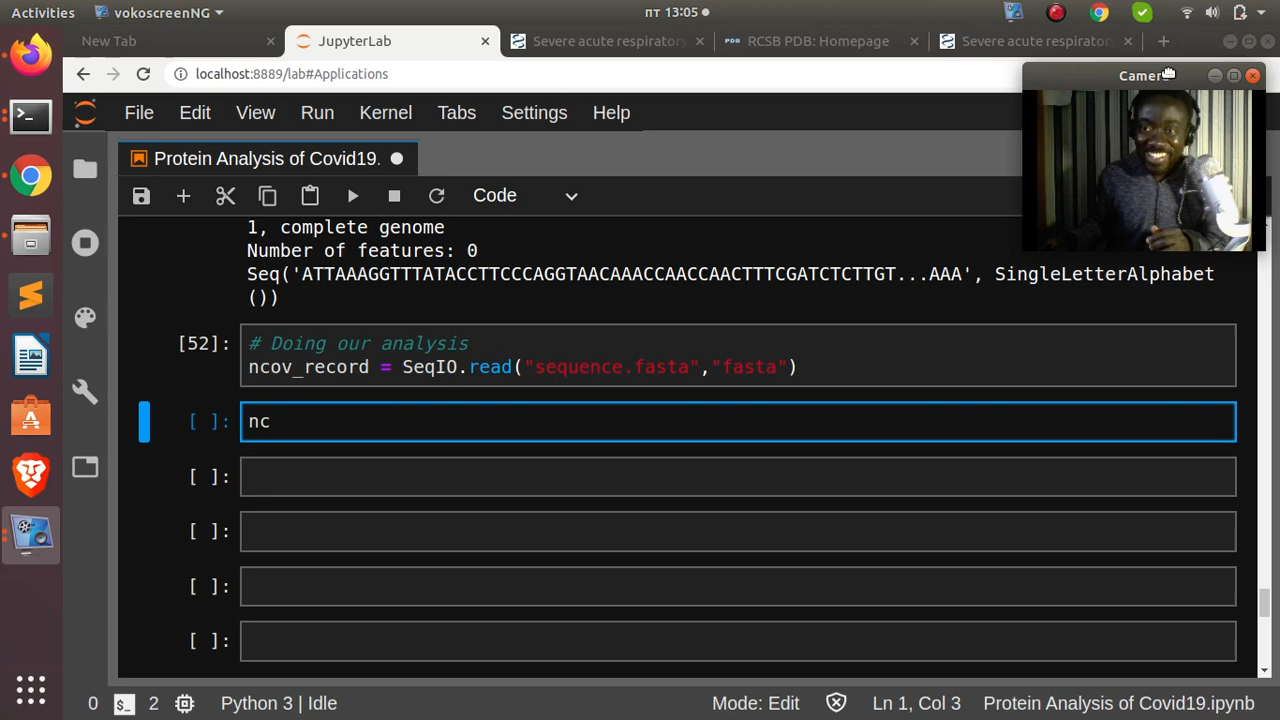 Activities vokoscreenNG пт 13:05
New Tab JupyterLab Severe acute respiratory RCSB PDB: Homepage Severe acute respirator
localhost:8889/lab#Applications
Camera
File Edit View Run Kernel Tabs Settings Help
Protein Analysis of Covid19.
Code
1, complete genome
Number of features: 0
Seq('ATTAAAGGTTTATACCTTCCCAGGTAACAAACCAACCAACTTTCGATCTCTTGT...AAA', SingleLetterAlphabet
())
[52]: # Doing our analysis
ncov_record = SeqIO.read("sequence.fasta","fasta")
[ ]: nc
[ ]:
[ ]:
[ ]:
[ ]:
0 $_ 2 Python 3 | Idle Mode: Edit Ln 1, Col 3 Protein Analysis of Covid19.ipynb